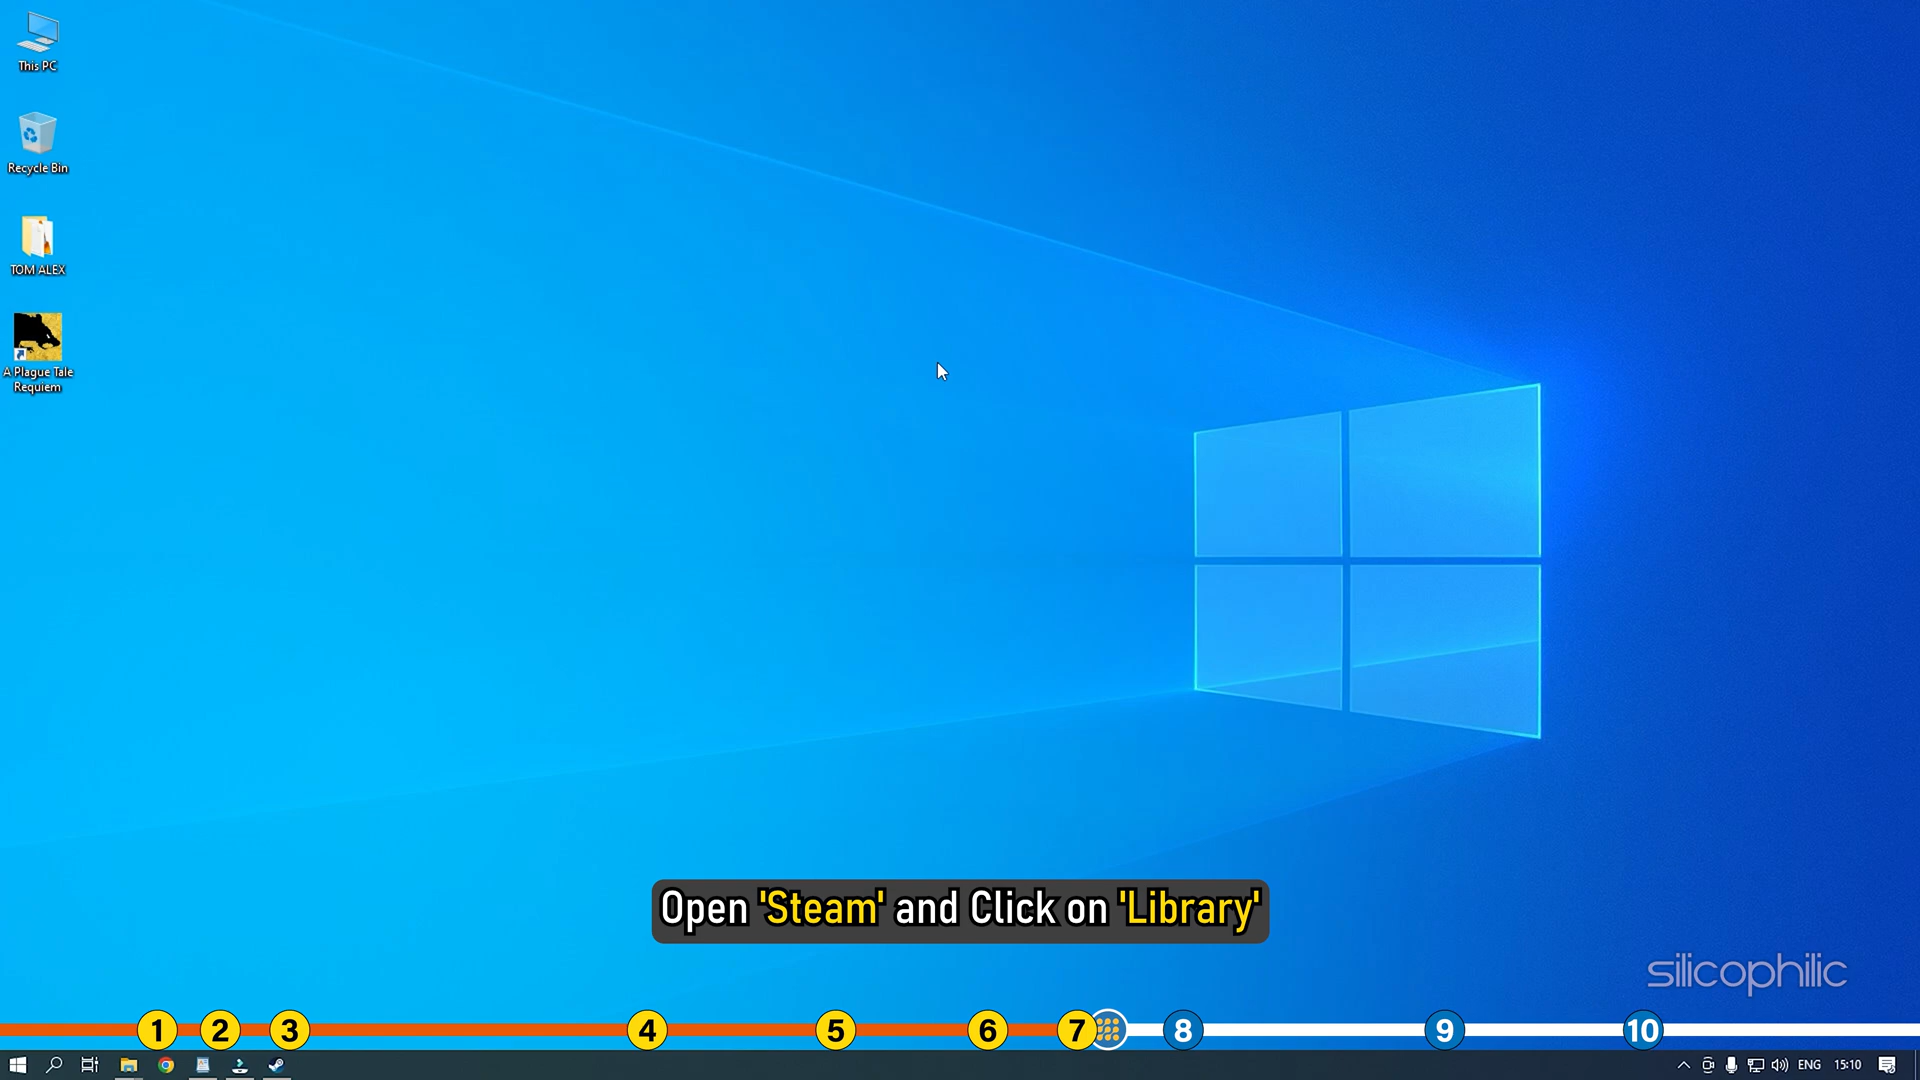 This PC
Recycle Bin
TOM ALEX
A Plague Tale
Requiem
Open 'Steam' and Click on 'Library'
silicophilic
1 2 3 4 5 6 7 8 9 10
ENG 15:10